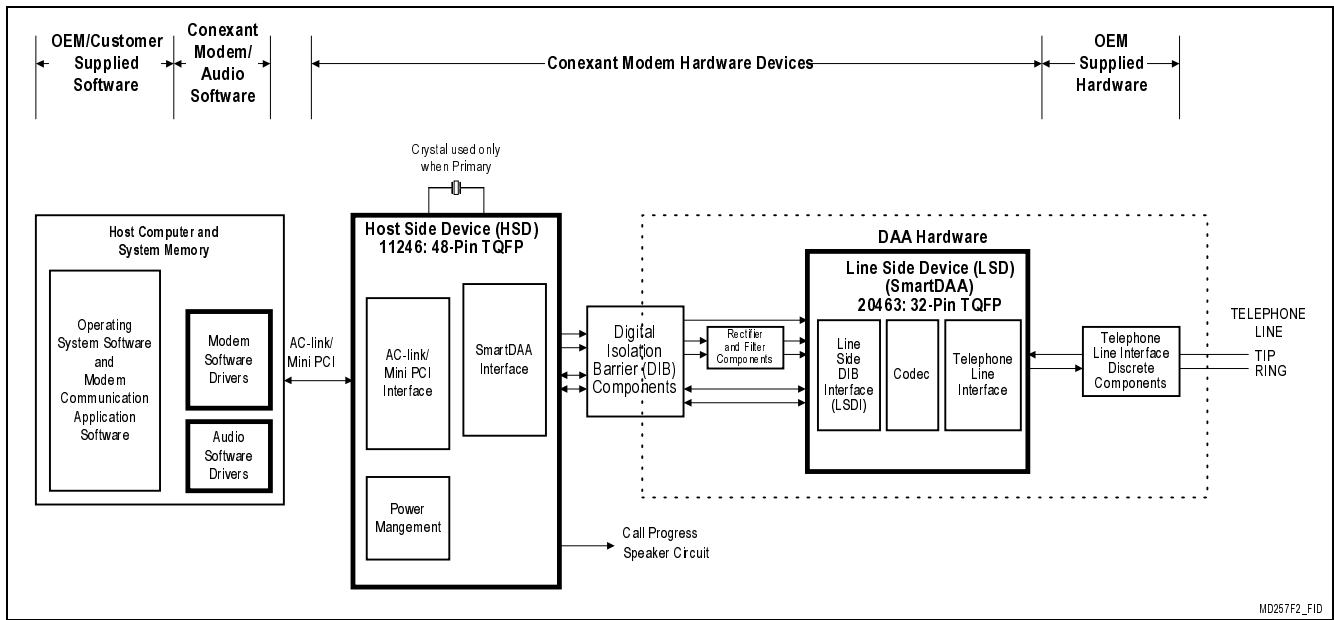 OEM/Customer
Supplied
Software
Conexant
Modem/
Audio
Software
Conexant Modem Hardware Devices
OEM
Supplied
Hardware
Crystal used only
when Primary
Host Computer and
System Memory
Operating
System Software
and
Modem
Communication
Application
Software
Modem
Software
Drivers
Audio
Software
Drivers
AC-link/
Mini PCI
Host Side Device (HSD)
11246: 48-Pin TQFP
AC-link/
Mini PCI
Interface
SmartDAA
Interface
Power
Mangement
Call Progress
Speaker Circuit
Digital
Isolation
Barrier (DIB)
Components
Rectifier
and Filter
Components
DAA Hardware
Line Side Device (LSD)
(SmartDAA)
20463: 32-Pin TQFP
Line
Side
DIB
Interface
(LSDI)
Codec
Telephone
Line
Interface
Telephone
Line Interface
Discrete
Components
TELEPHONE
LINE
TIP
RING
MD257F2_FID